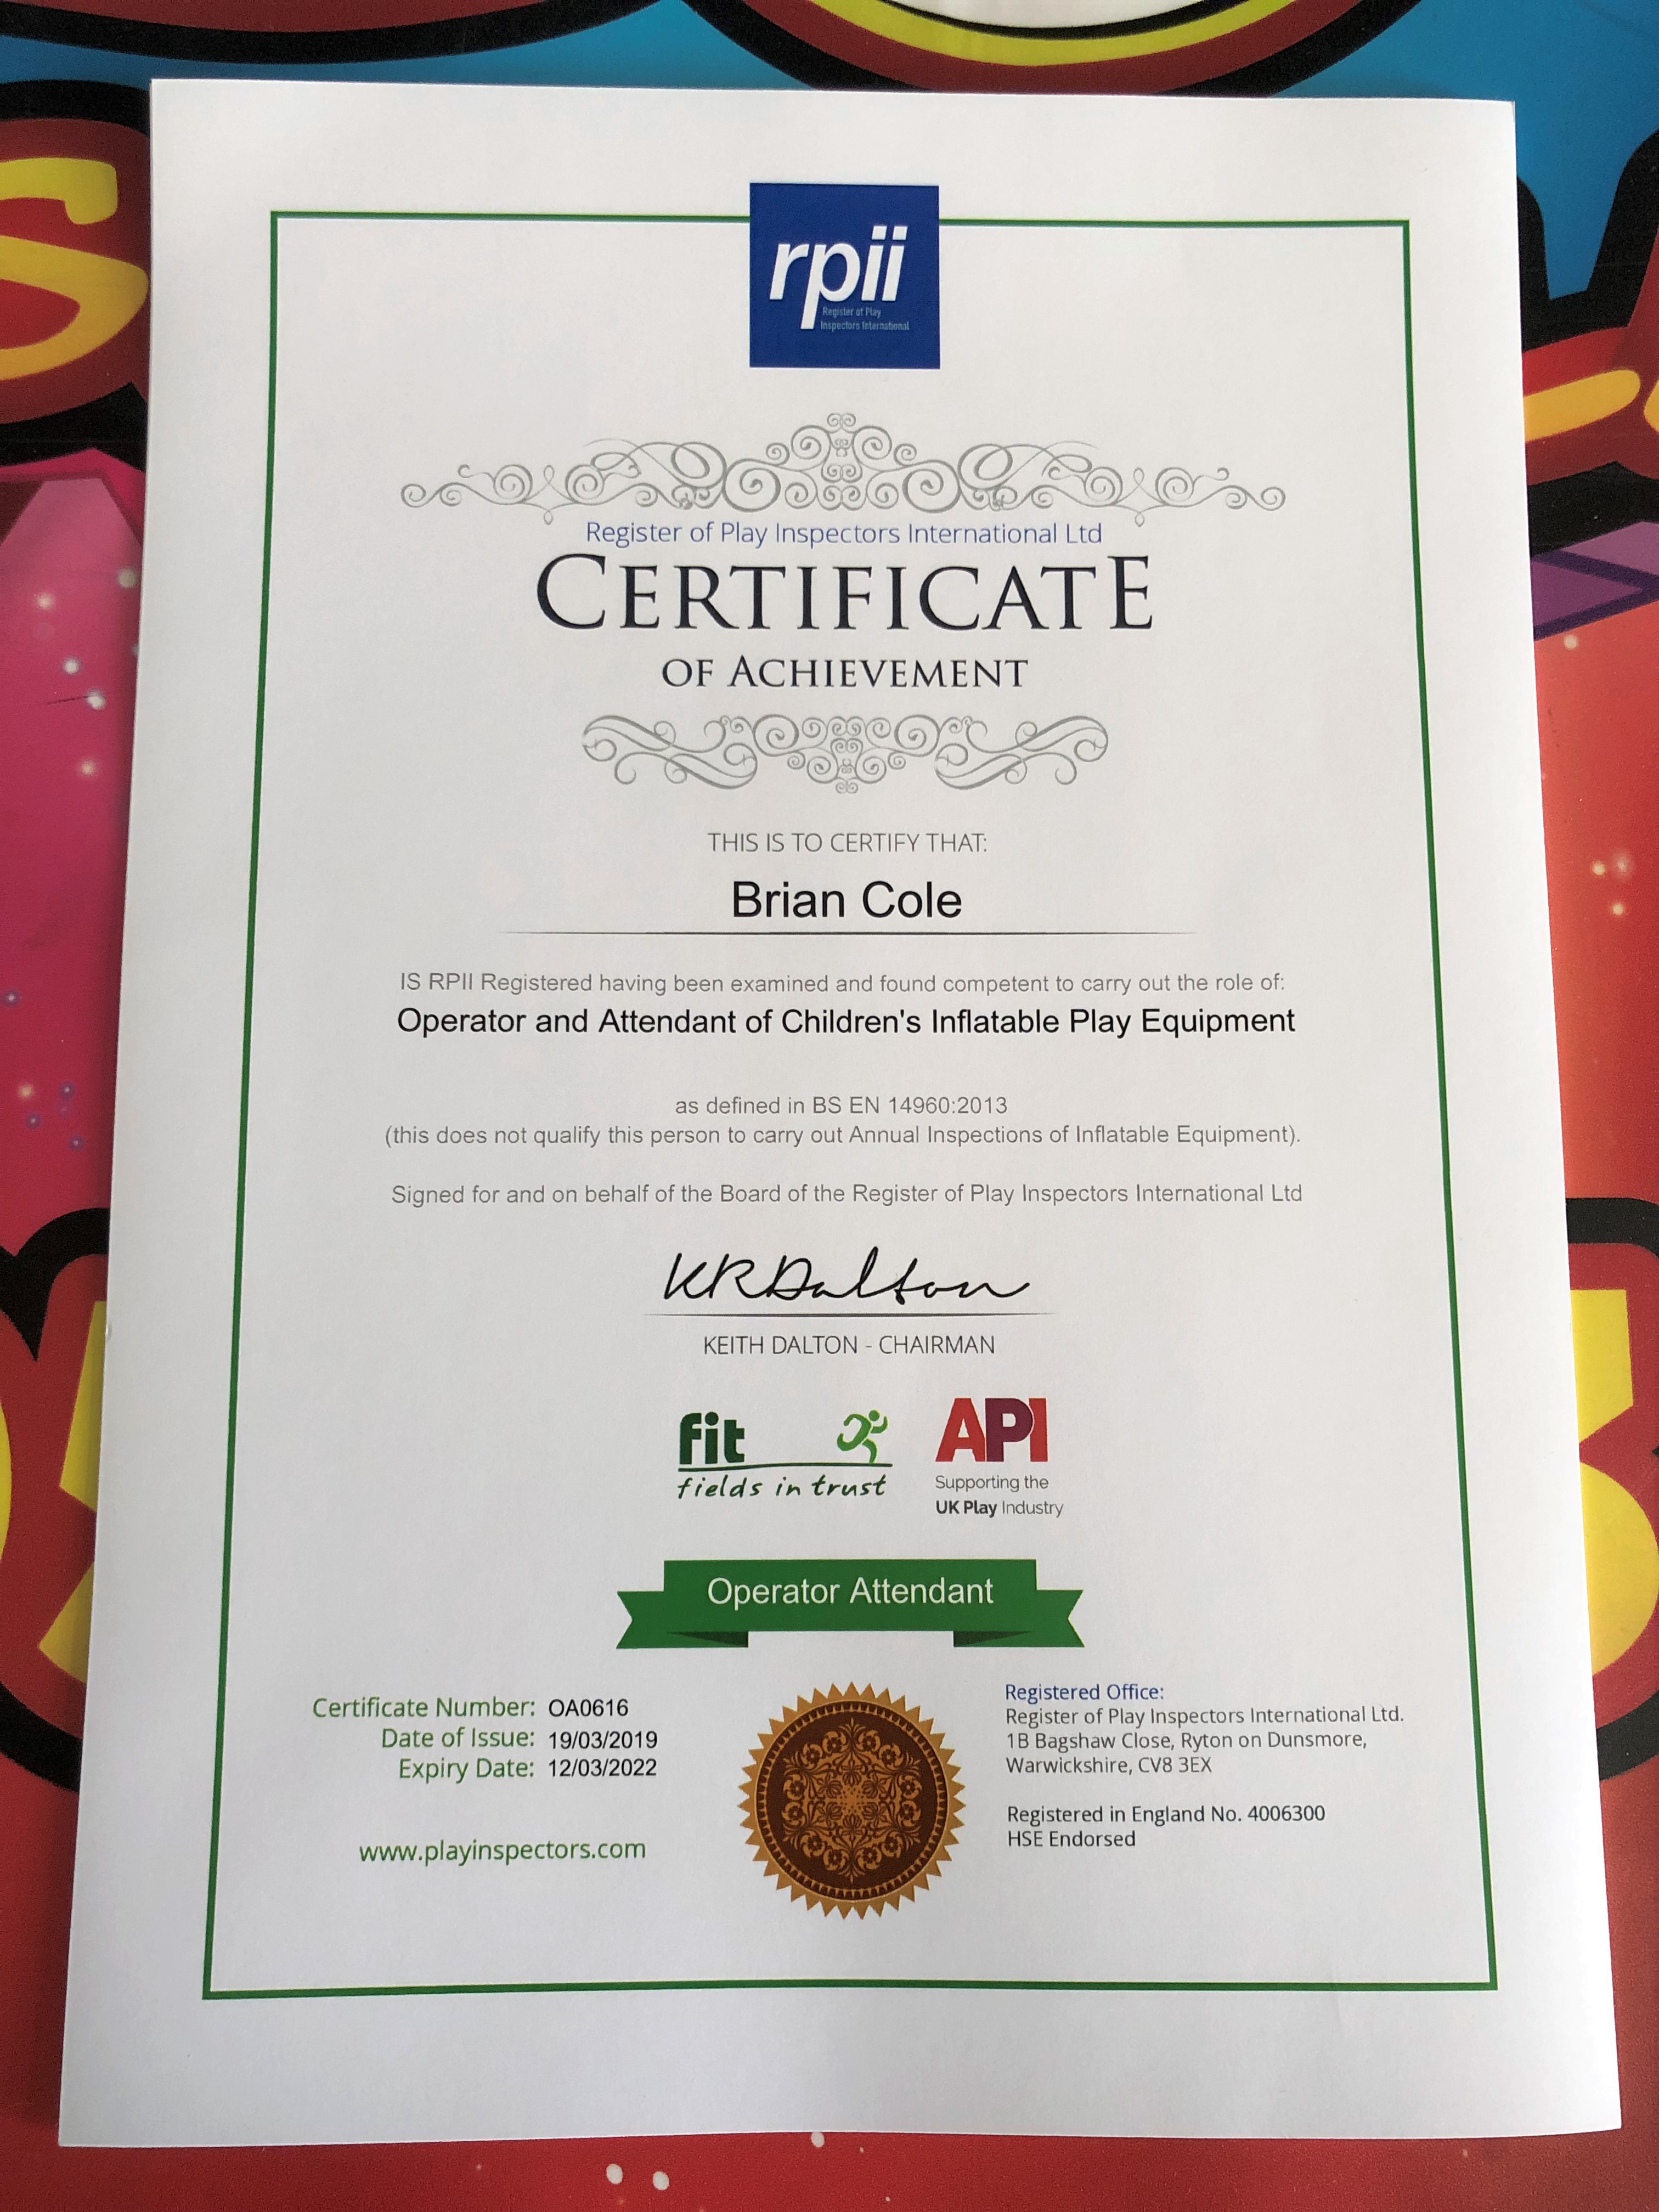 rpii
Register of Play
Inspectors International
Register of Play Inspectors International Ltd
CERTIFICATE
OF ACHIEVEMENT
THIS IS TO CERTIFY THAT:
Brian Cole
IS RPII Registered having been examined and found competent to carry out the role of:
Operator and Attendant of Children's Inflatable Play Equipment
as defined in BS EN 14960:2013
(this does not qualify this person to carry out Annual Inspections of Inflatable Equipment).
Signed for and on behalf of the Board of the Register of Play Inspectors International Ltd
KRDalton
KEITH DALTON - CHAIRMAN
fit
fields in trust
API
Supporting the
UK Play Industry
Operator Attendant
Certificate Number: OA0616
Date of Issue: 19/03/2019
Expiry Date: 12/03/2022
www.playinspectors.com
Registered Office:
Register of Play Inspectors International Ltd.
1B Bagshaw Close, Ryton on Dunsmore,
Warwickshire, CV8 3EX
Registered in England No. 4006300
HSE Endorsed